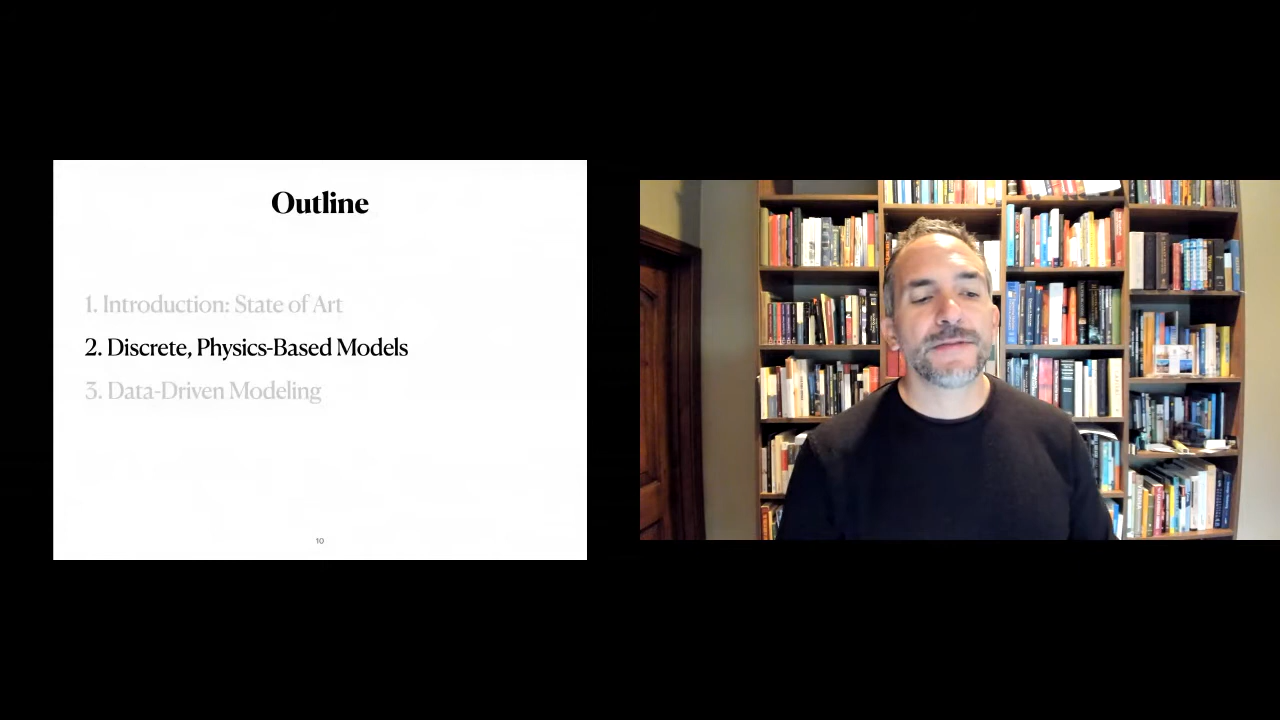 Outline
1. Introduction: State of Art
2. Discrete, Physics-Based Models
3. Data-Driven Modeling
10